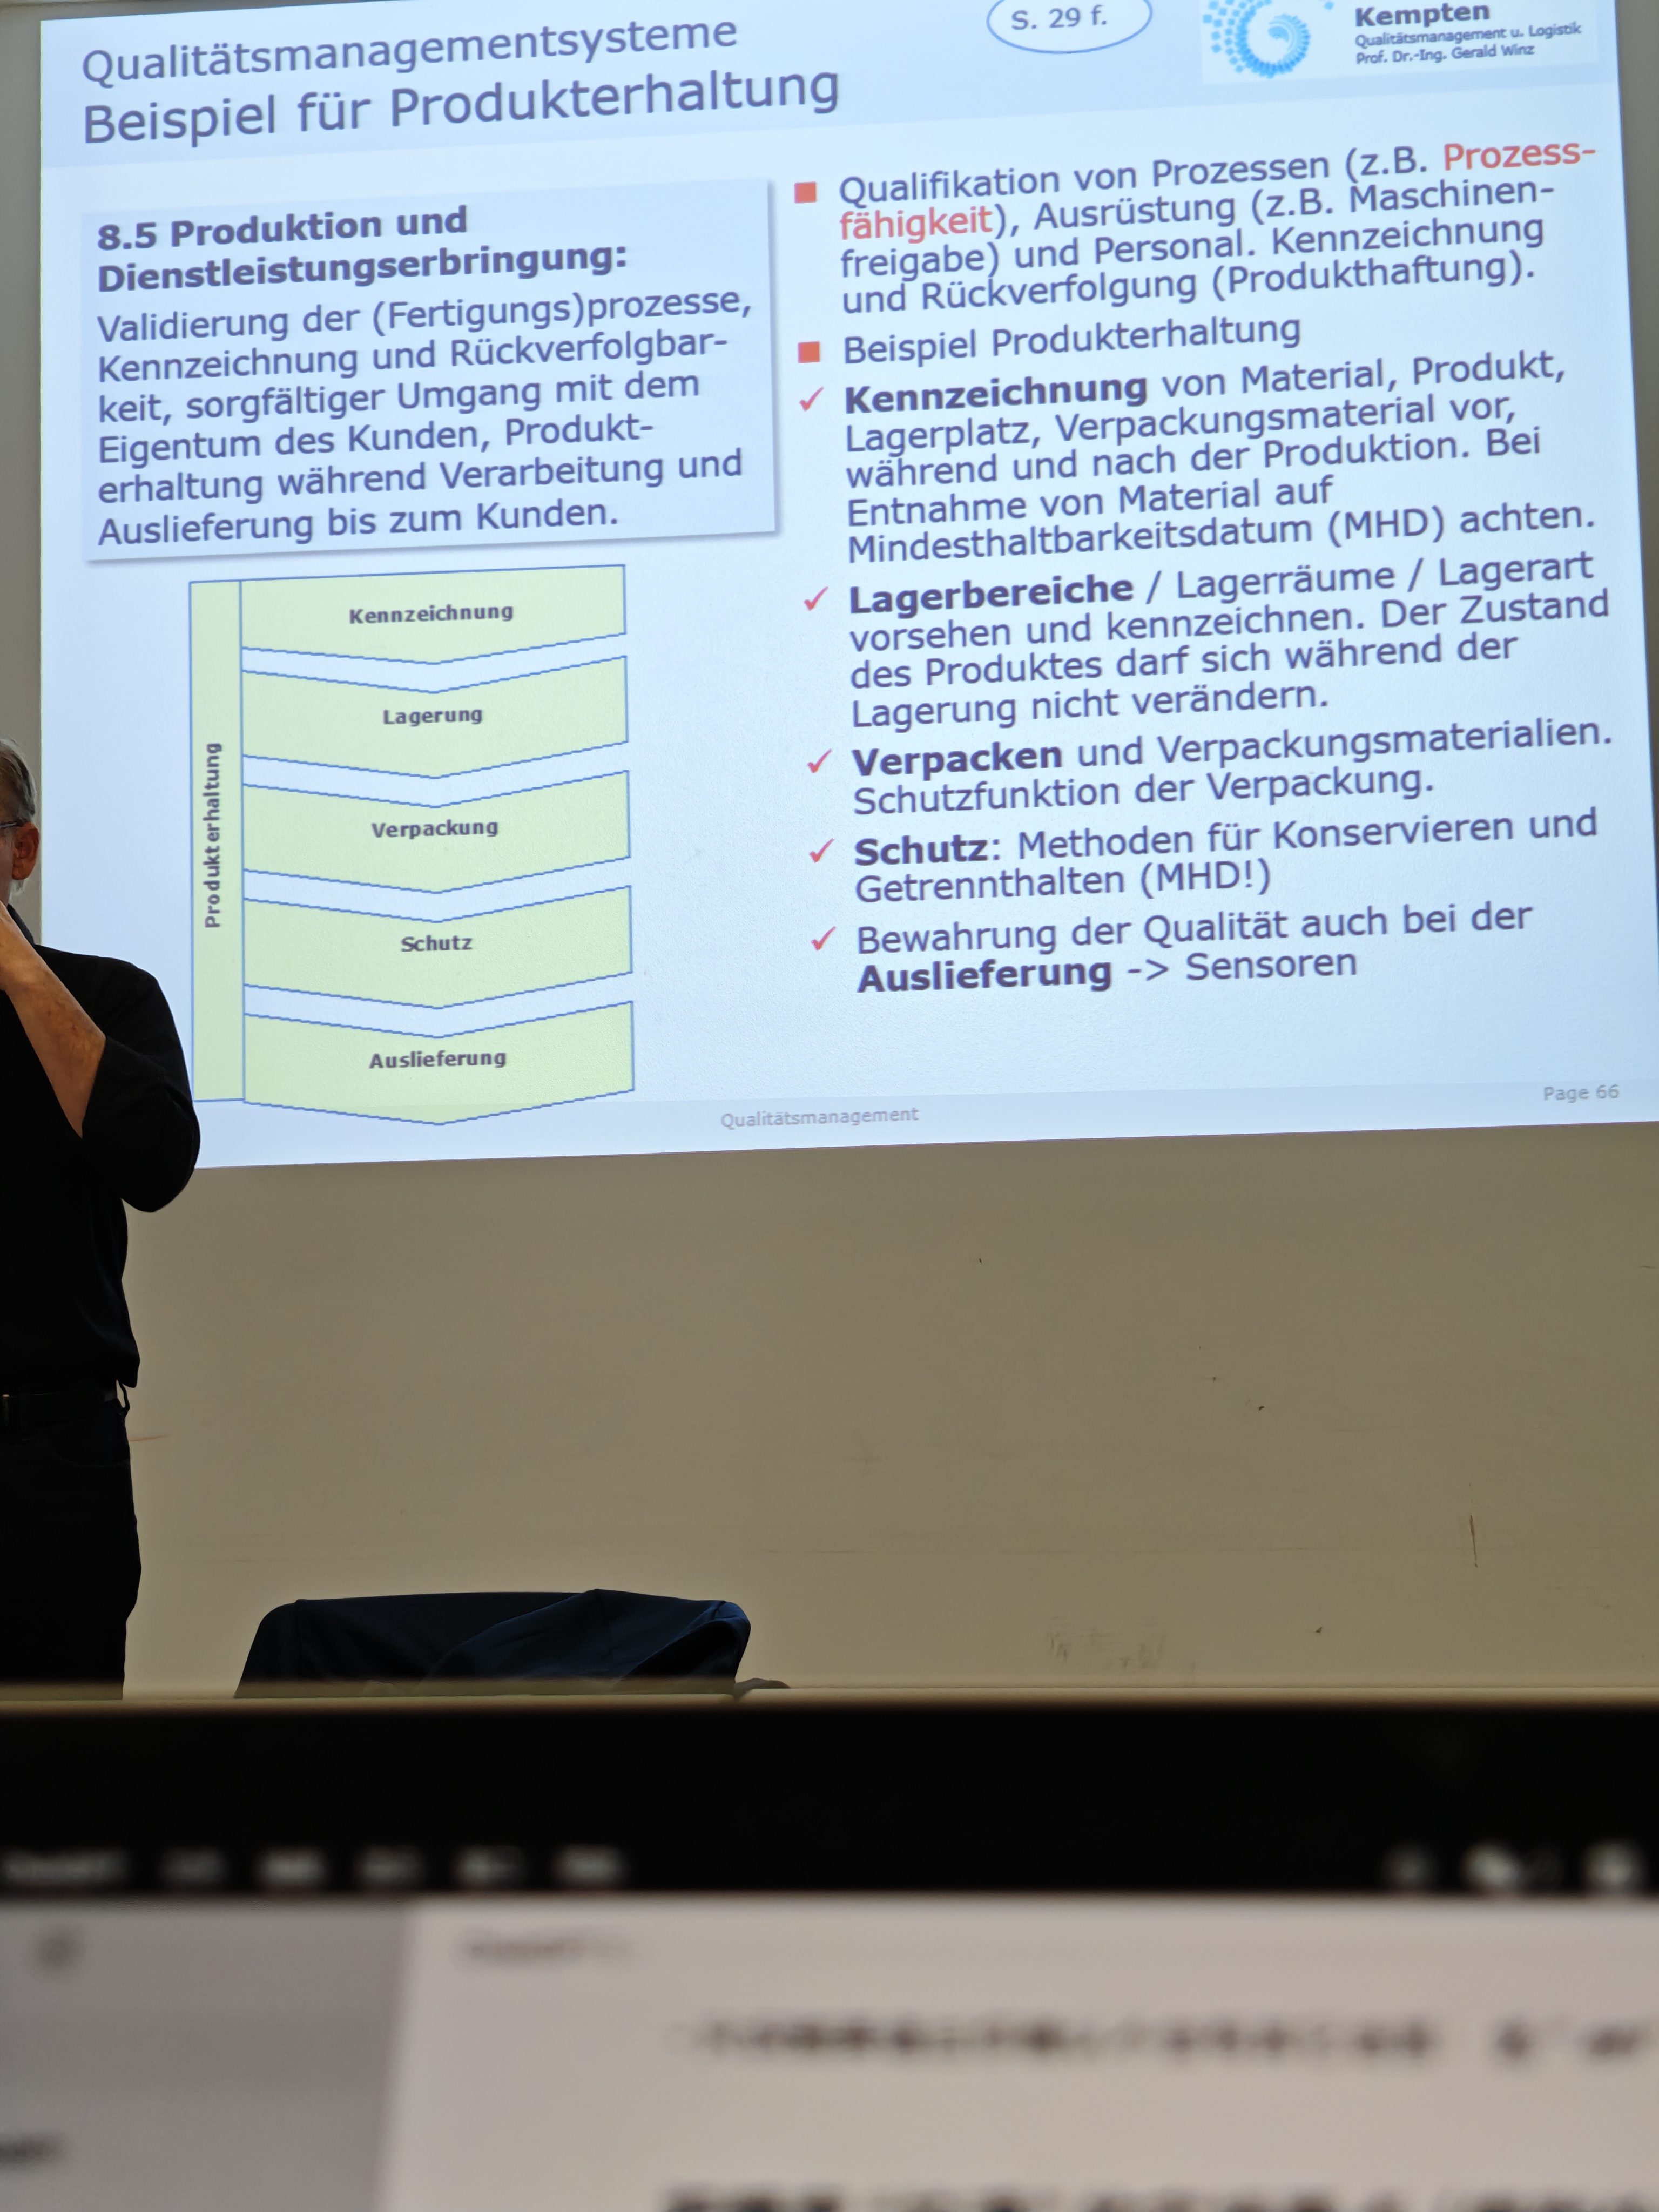 Qualitätsmanagementsysteme
Beispiel für Produkterhaltung
S. 29 f.
Kempten
Qualitätsmanagement u. Logistik
Prof. Dr.-Ing. Gerald Winz
8.5 Produktion und
Dienstleistungserbringung:
Validierung der (Fertigungs)prozesse,
Kennzeichnung und Rückverfolgbar-
keit, sorgfältiger Umgang mit dem
Eigentum des Kunden, Produkt-
erhaltung während Verarbeitung und
Auslieferung bis zum Kunden.
Produkterhaltung
Kennzeichnung
Lagerung
Verpackung
Schutz
Auslieferung
Qualifikation von Prozessen (z.B. Prozess-
fähigkeit), Ausrüstung (z.B. Maschinen-
freigabe) und Personal. Kennzeichnung
und Rückverfolgung (Produkthaftung).
Beispiel Produkterhaltung
✓ Kennzeichnung von Material, Produkt,
Lagerplatz, Verpackungsmaterial vor,
während und nach der Produktion. Bei
Entnahme von Material auf
Mindesthaltbarkeitsdatum (MHD) achten.
✓ Lagerbereiche / Lagerräume / Lagerart
vorsehen und kennzeichnen. Der Zustand
des Produktes darf sich während der
Lagerung nicht verändern.
✓ Verpacken und Verpackungsmaterialien.
Schutzfunktion der Verpackung.
✓ Schutz: Methoden für Konservieren und
Getrennthalten (MHD!)
✓ Bewahrung der Qualität auch bei der
Auslieferung -> Sensoren
Qualitätsmanagement
Page 66